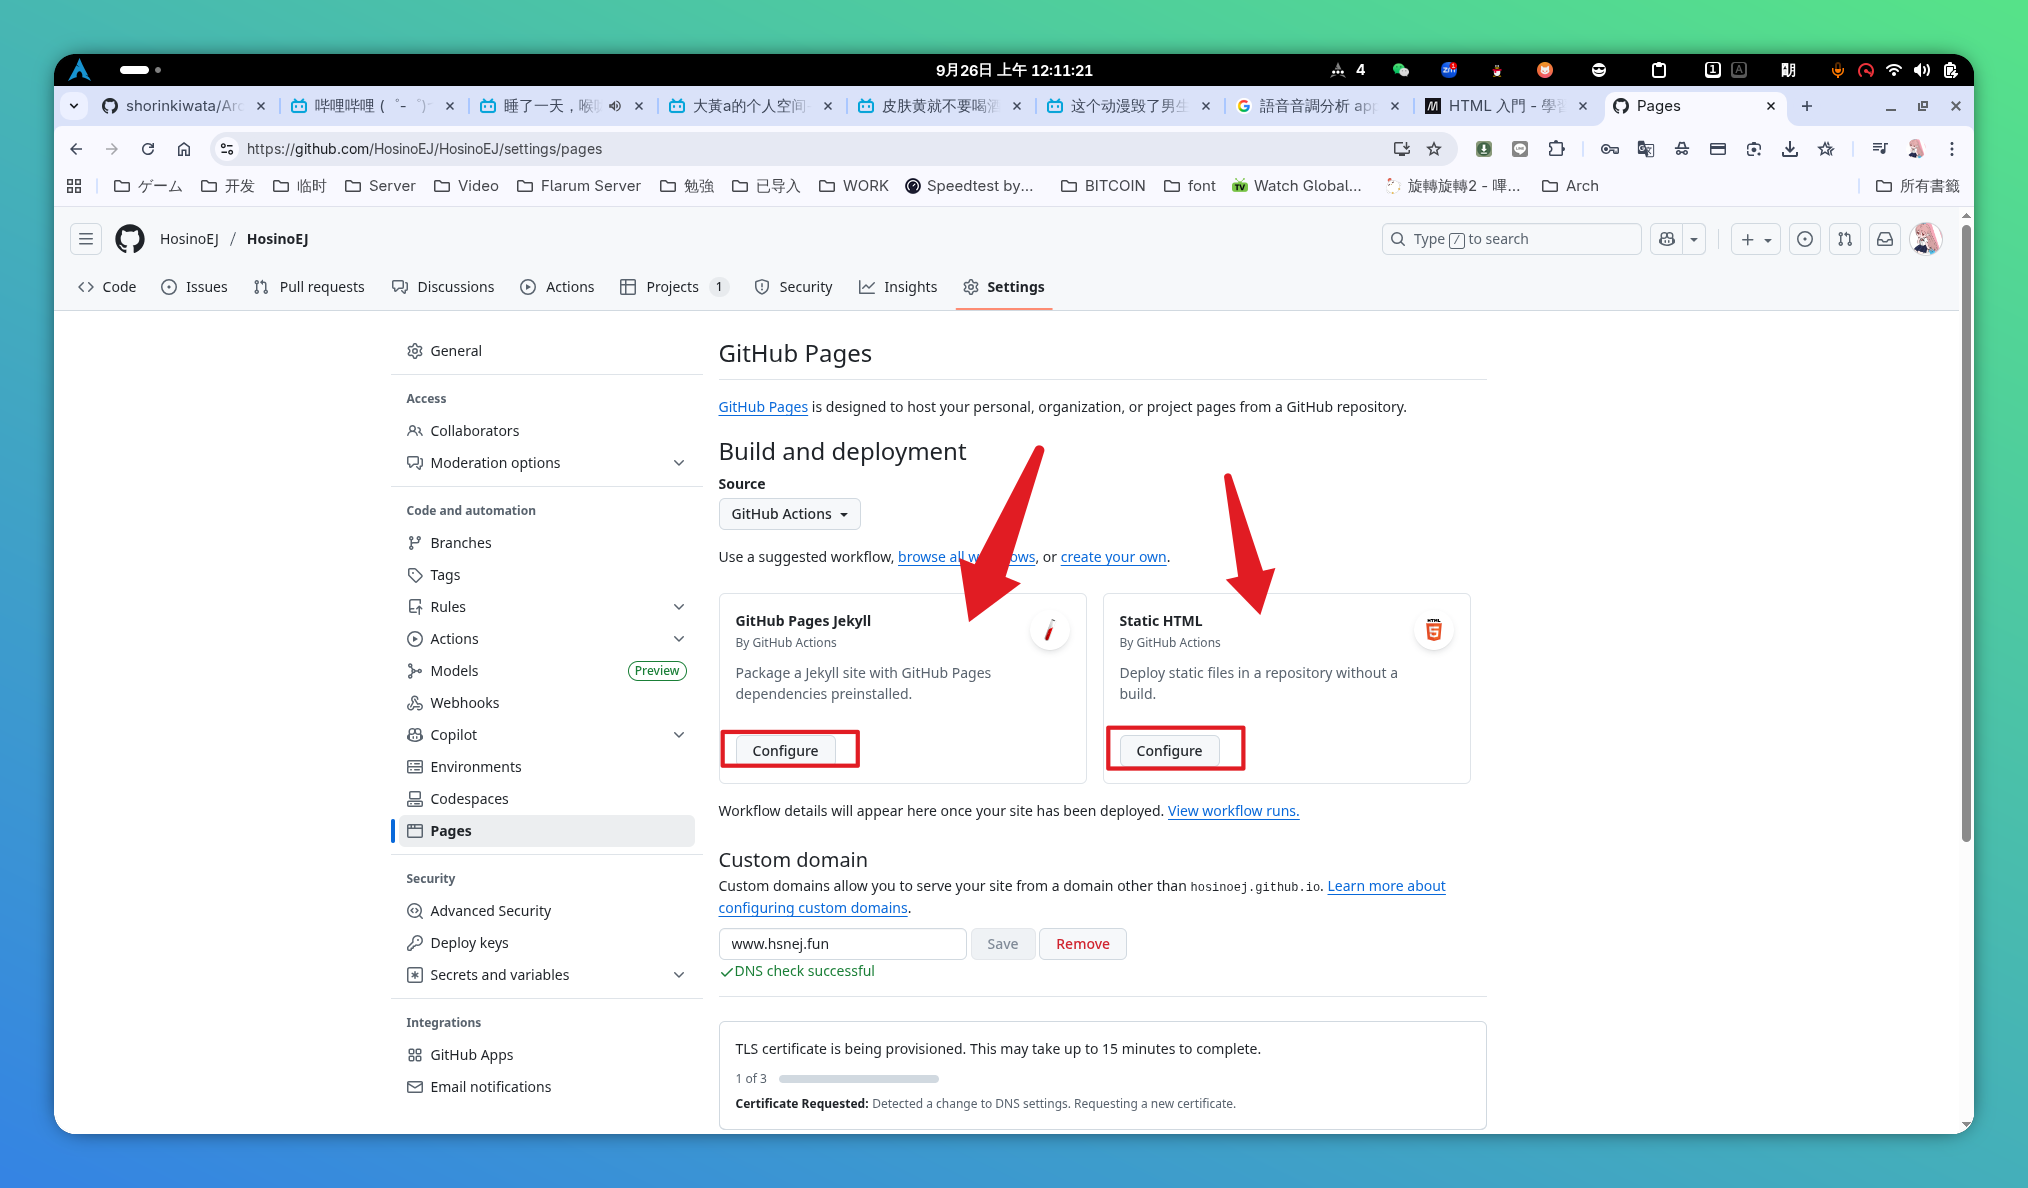 9月26日 上午 12:11:21
4
zh
1
A
shorinkiwata/Arc
哔哩哔哩 (゜-゜)
睡了一天，喉
大黃a的个人空间
皮肤黄就不要喝酒
这个动漫毁了男生
語音音調分析 app
HTML 入門 - 學習
Pages
https://github.com/HosinoEJ/HosinoEJ/settings/pages
ゲーム
开发
临时
Server
Video
Flarum Server
勉強
已导入
WORK
Speedtest by...
BITCOIN
font
Watch Global...
旋轉旋轉2 - 嗶...
Arch
所有書籤
HosinoEJ / HosinoEJ
Type / to search
Code
Issues
Pull requests
Discussions
Actions
Projects 1
Security
Insights
Settings
General
Access
Collaborators
Moderation options
Code and automation
Branches
Tags
Rules
Actions
Models Preview
Webhooks
Copilot
Environments
Codespaces
Pages
Security
Advanced Security
Deploy keys
Secrets and variables
Integrations
GitHub Apps
Email notifications
GitHub Pages
GitHub Pages is designed to host your personal, organization, or project pages from a GitHub repository.
Build and deployment
Source
GitHub Actions
Use a suggested workflow, browse all workflows, or create your own.
GitHub Pages Jekyll
By GitHub Actions
Package a Jekyll site with GitHub Pages
dependencies preinstalled.
Configure
Static HTML
By GitHub Actions
Deploy static files in a repository without a
build.
Configure
Workflow details will appear here once your site has been deployed. View workflow runs.
Custom domain
Custom domains allow you to serve your site from a domain other than hosinoej.github.io. Learn more about
configuring custom domains.
www.hsnej.fun
Save
Remove
DNS check successful
TLS certificate is being provisioned. This may take up to 15 minutes to complete.
1 of 3
Certificate Requested: Detected a change to DNS settings. Requesting a new certificate.